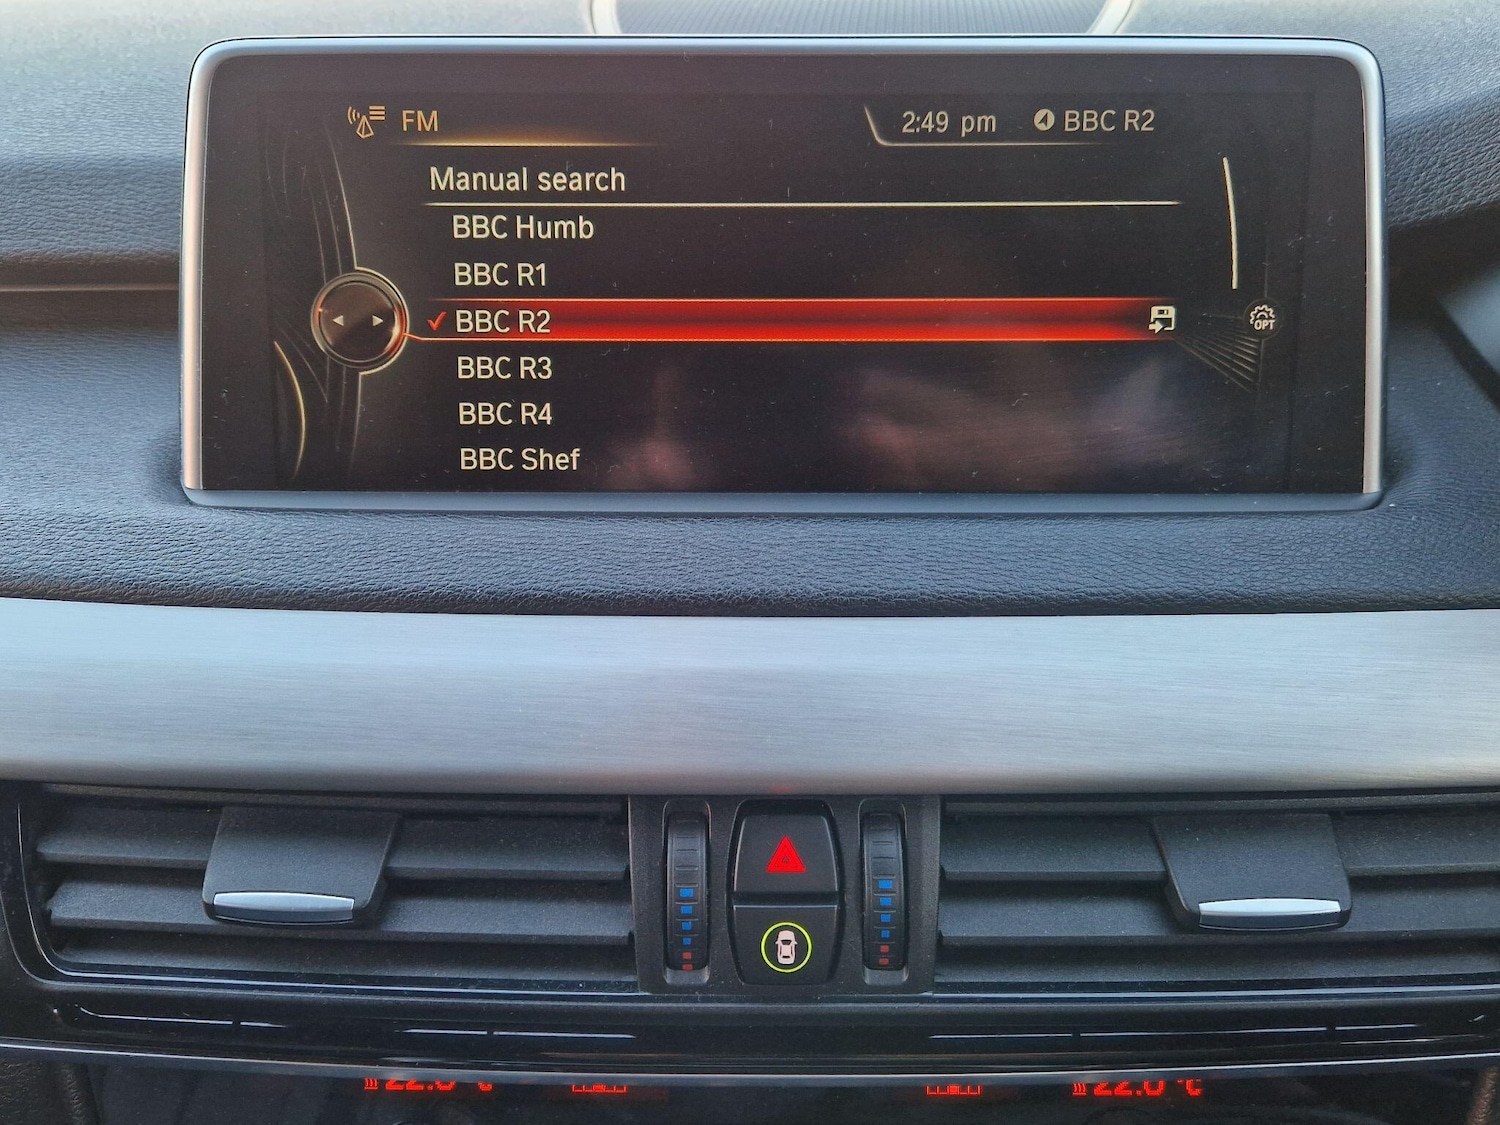 FM
2:49 pm BBC R2
Manual search
BBC Humb
BBC R1
✓ BBC R2
OPT
BBC R3
BBC R4
BBC Shef